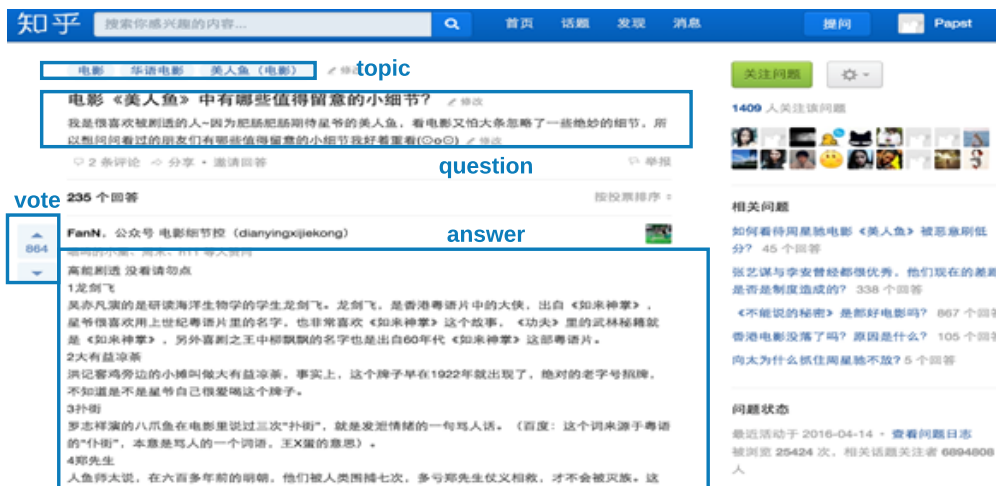 知乎 搜索你感兴趣的内容... 首页 话题 发现 消息 提问 Papst
电影 华语电影 美人鱼（电影） 修改 topic
电影《美人鱼》中有哪些值得留意的小细节？ 修改
我是很喜欢被剧透的人~因为肥肠肥肠期待星爷的美人鱼，看电影又怕大条忽略了一些绝妙的细节，所
以想问问看过的朋友们有哪些值得留意的小细节我好着重看(⊙o⊙) 修改
2 条评论 分享 • 邀请回答 举报
question
235 个回答 按投票排序
vote
864
FanN，公众号 电影细节控（dianyingxijiekong）
answer
高能剧透 没看请勿点
1龙剑飞
吴亦凡演的是研读海洋生物学的学生龙剑飞。龙剑飞，是香港粤语片中的大侠，出自《如来神掌》，
星爷很喜欢用上世纪粤语片里的名字，也非常喜欢《如来神掌》这个故事，《功夫》里的武林秘籍就
是《如来神掌》，另外喜剧之王中柳飘飘的名字也是出自60年代《如来神掌》这部粤语片。
2大有益凉茶
洪记窑鸡旁边的小摊叫做大有益凉茶，事实上，这个牌子早在1922年就出现了，绝对的老字号招牌，
不知道是不是星爷自己很爱喝这个牌子。
3扑街
罗志祥演的八爪鱼在电影里说过三次"扑街"，就是发泄情绪的一句骂人话。（百度：这个词来源于粤语
的"仆街"，本意是骂人的一个词语，王X蛋的意思）。
4郑先生
人鱼师太说，在六百多年前的明朝，他们被人类围捕七次，多亏郑先生仗义相救，才不会被灭族。这
关注问题
1409 人关注该问题
相关问题
如何看待周星驰电影《美人鱼》被恶意刷低
分？ 45 个回答
张艺谋与李安曾经都很优秀，他们现在的差距
是否是制度造成的？ 338 个回答
《不能说的秘密》是部好电影吗？ 867 个回答
香港电影没落了吗？原因是什么？ 105 个回答
向太为什么抓住周星驰不放? 5 个回答
问题状态
最近活动于 2016-04-14 • 查看问题日志
被浏览 25424 次，相关话题关注者 6894808
人